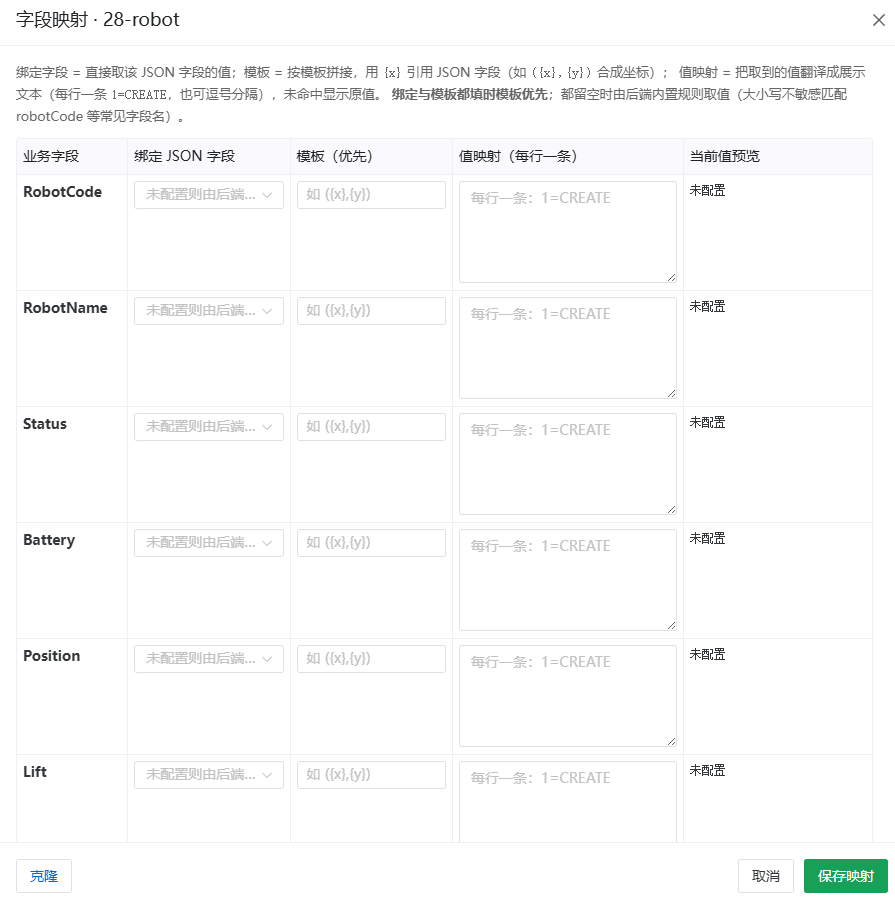 字段映射 · 28-robot
绑定字段 = 直接取该 JSON 字段的值；模板 = 按模板拼接，用 {x} 引用 JSON 字段（如 ({x},{y}) 合成坐标）； 值映射 = 把取到的值翻译成展示
文本（每行一条 1=CREATE，也可逗号分隔），未命中显示原值。 绑定与模板都填时模板优先；都留空时由后端内置规则取值（大小写不敏感匹配
robotCode 等常见字段名）。
业务字段 绑定 JSON 字段 模板（优先） 值映射（每行一条） 当前值预览
RobotCode 未配置则由后端... 如 ({x},{y}) 每行一条：1=CREATE 未配置
RobotName 未配置则由后端... 如 ({x},{y}) 每行一条：1=CREATE 未配置
Status 未配置则由后端... 如 ({x},{y}) 每行一条：1=CREATE 未配置
Battery 未配置则由后端... 如 ({x},{y}) 每行一条：1=CREATE 未配置
Position 未配置则由后端... 如 ({x},{y}) 每行一条：1=CREATE 未配置
Lift 未配置则由后端... 如 ({x},{y}) 每行一条：1=CREATE 未配置
克隆 取消 保存映射